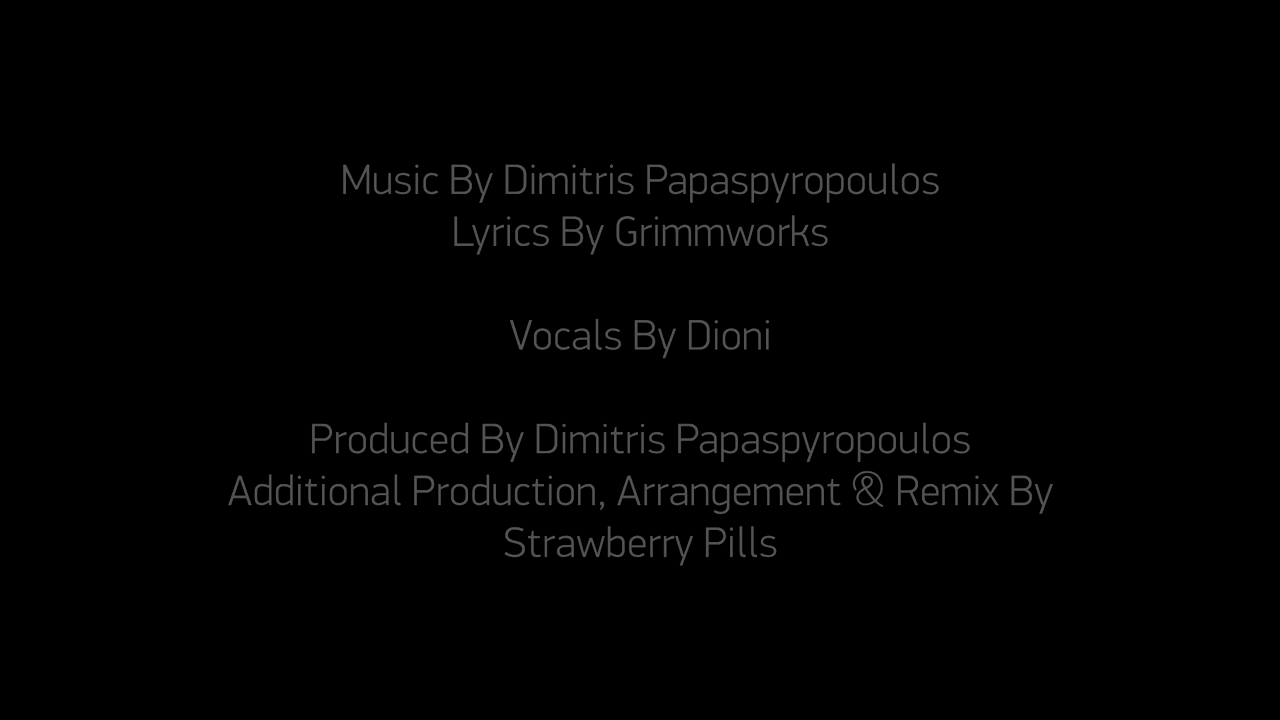 Music By Dimitris Papaspyropoulos
Lyrics By Grimmworks
Vocals By Dioni
Produced By Dimitris Papaspyropoulos
Additional Production, Arrangement & Remix By
Strawberry Pills